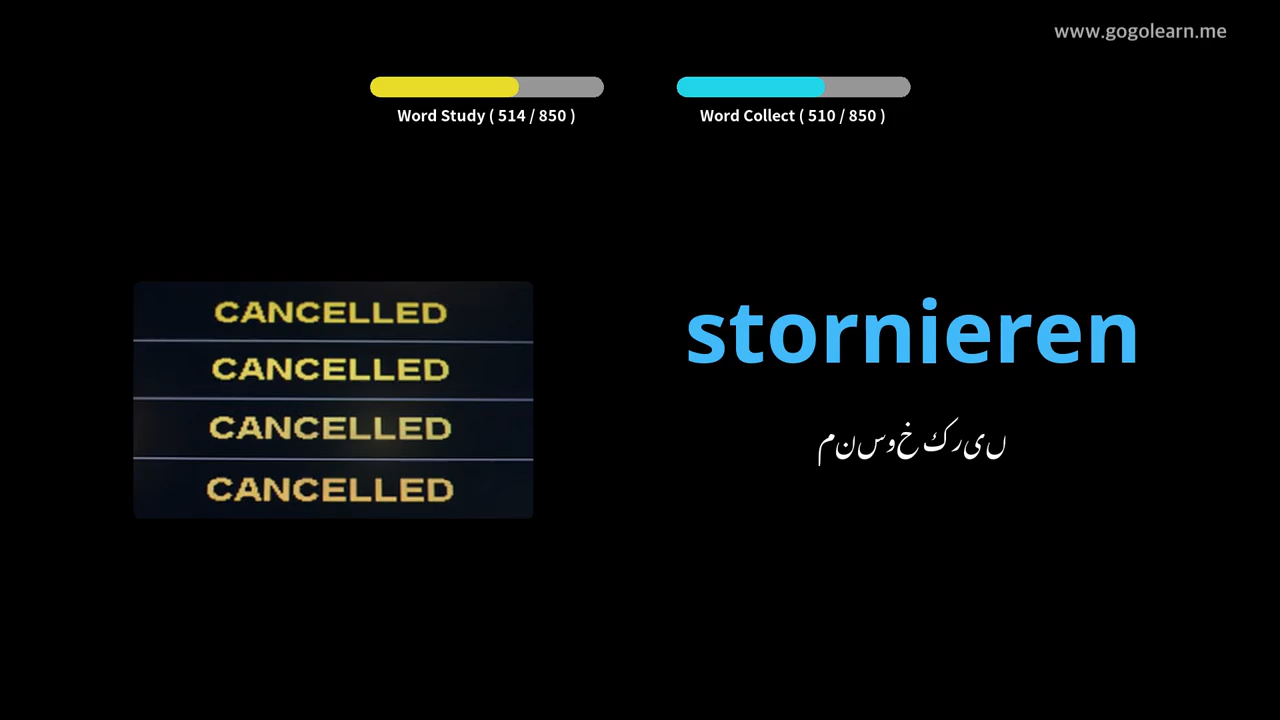 www.gogolearn.me
Word Study ( 514 / 850 )
Word Collect ( 510 / 850 )
CANCELLED
CANCELLED
CANCELLED
CANCELLED
stornieren
منسوخ کریں